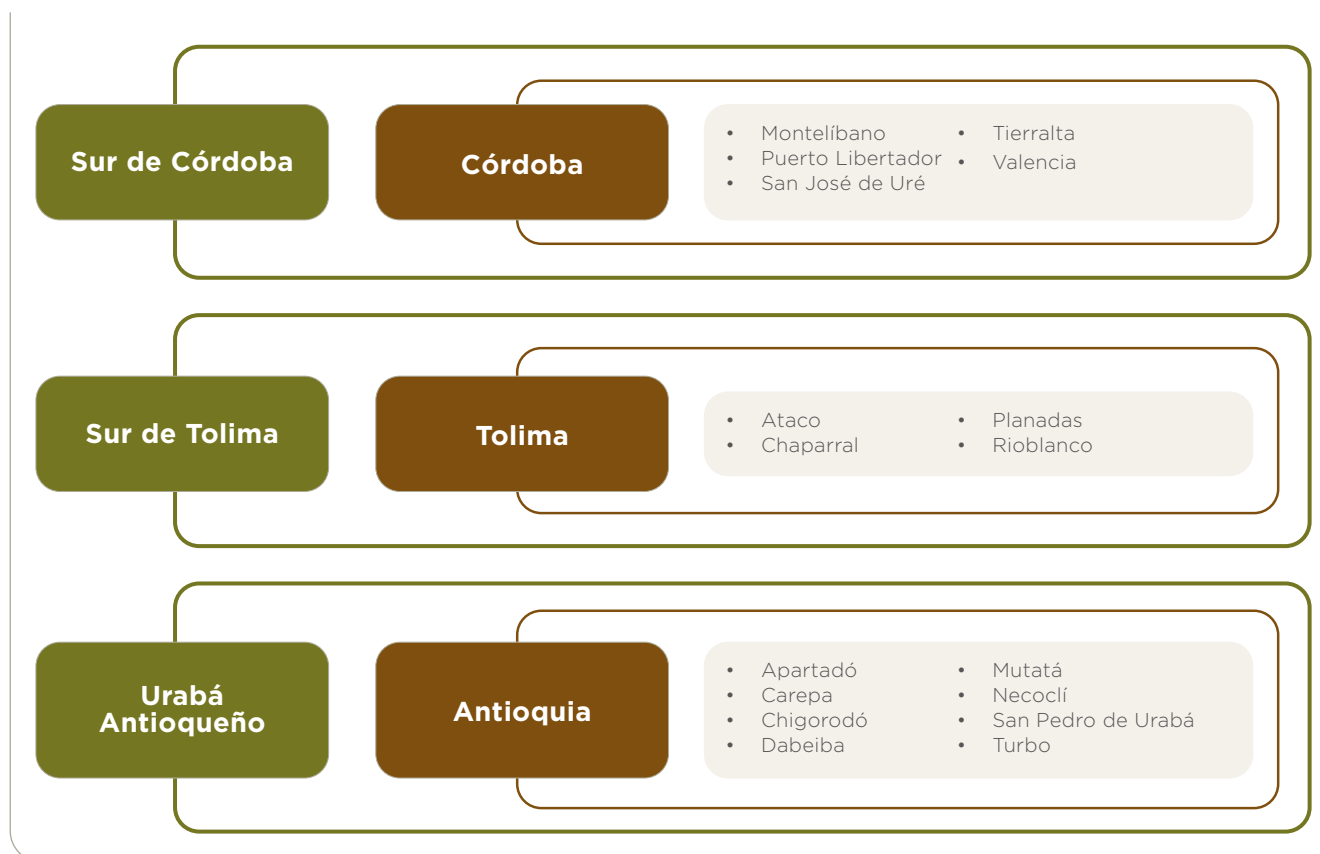 Sur de Córdoba
Córdoba
• Montelíbano
• Puerto Libertador
• San José de Uré
• Tierralta
• Valencia
Sur de Tolima
Tolima
• Ataco
• Chaparral
• Planadas
• Rioblanco
Urabá
Antioqueño
Antioquia
• Apartadó
• Carepa
• Chigorodó
• Dabeiba
• Mutatá
• Necoclí
• San Pedro de Urabá
• Turbo